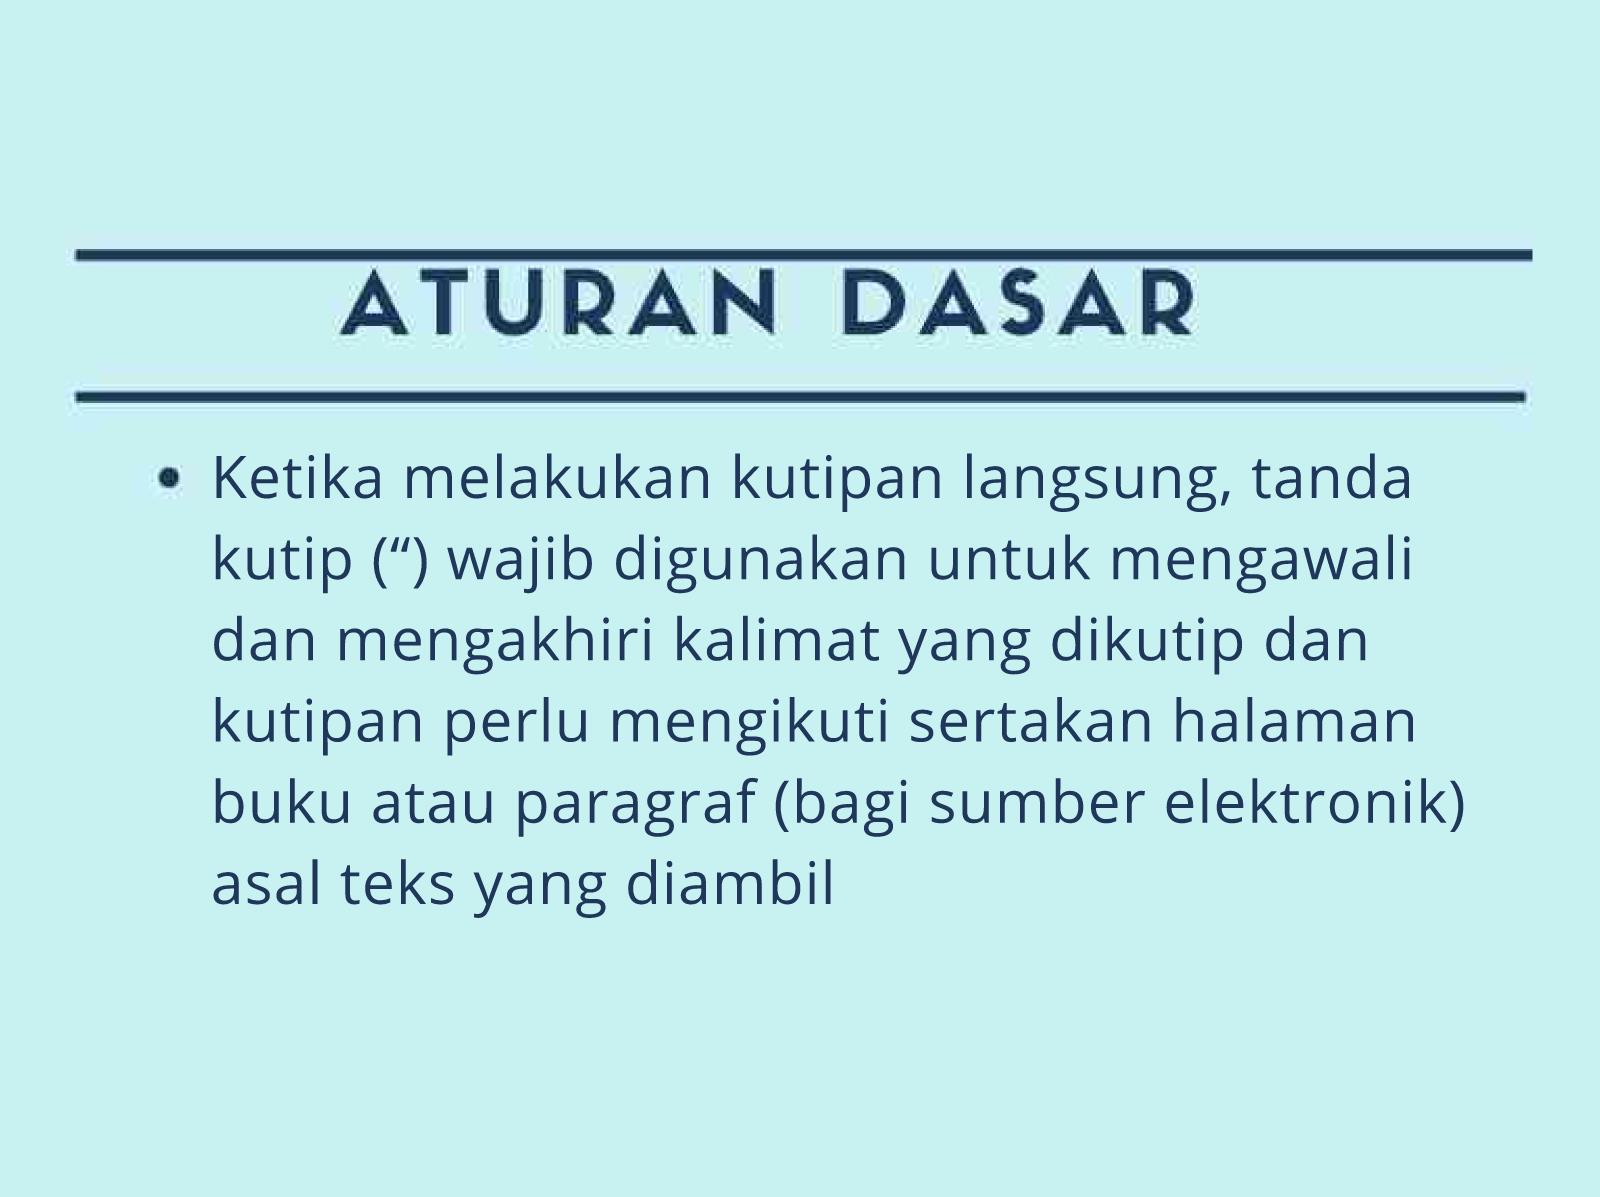 ATURAN DASAR
• Ketika melakukan kutipan langsung, tanda
kutip (“) wajib digunakan untuk mengawali
dan mengakhiri kalimat yang dikutip dan
kutipan perlu mengikuti sertakan halaman
buku atau paragraf (bagi sumber elektronik)
asal teks yang diambil